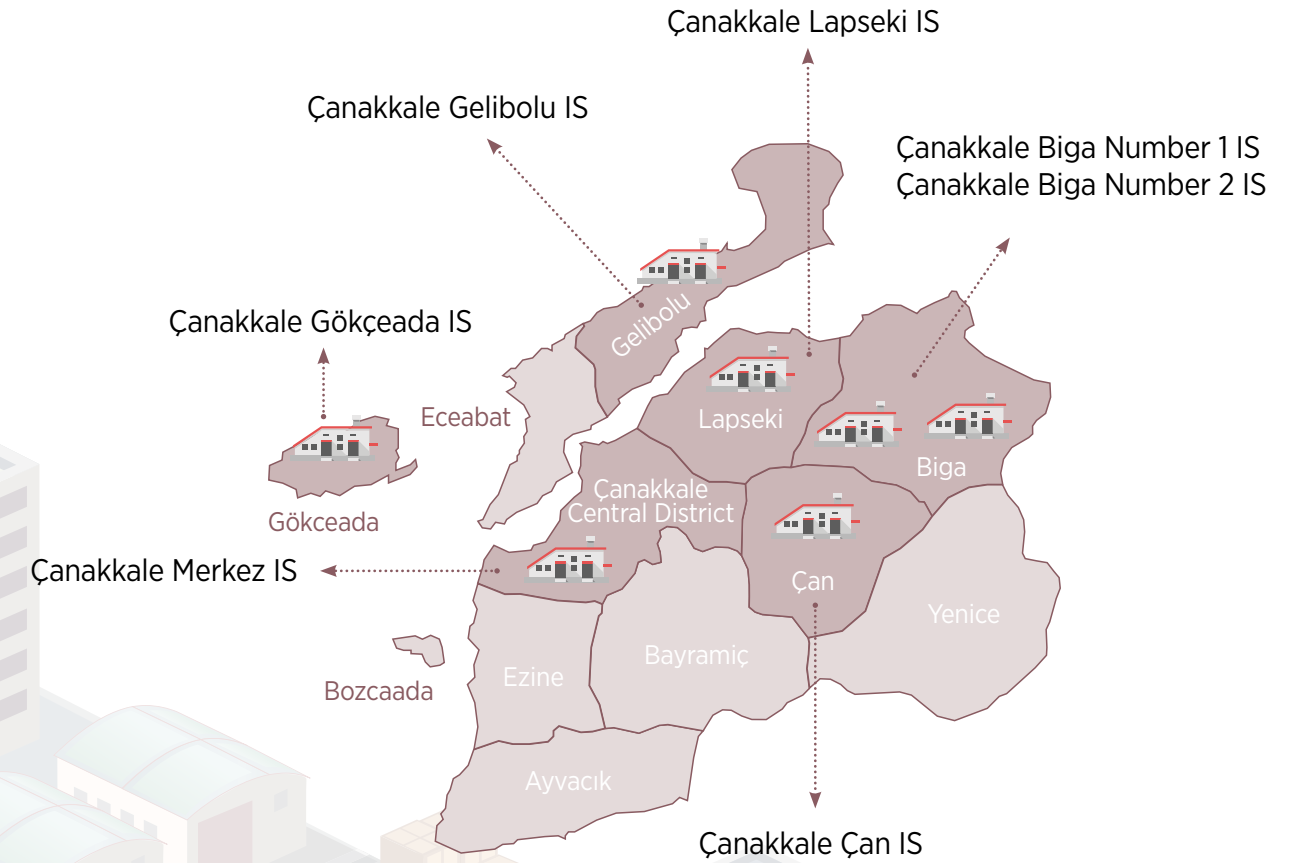 Çanakkale Lapseki IS
Çanakkale Gelibolu IS
Çanakkale Biga Number 1 IS
Çanakkale Biga Number 2 IS
Çanakkale Gökçeada IS
Gelibolu
Eceabat
Lapseki
Biga
Gökceada
Çanakkale
Central District
Çanakkale Merkez IS
Çan
Yenice
Bayramiç
Ezine
Bozcaada
Ayvacık
Çanakkale Çan IS